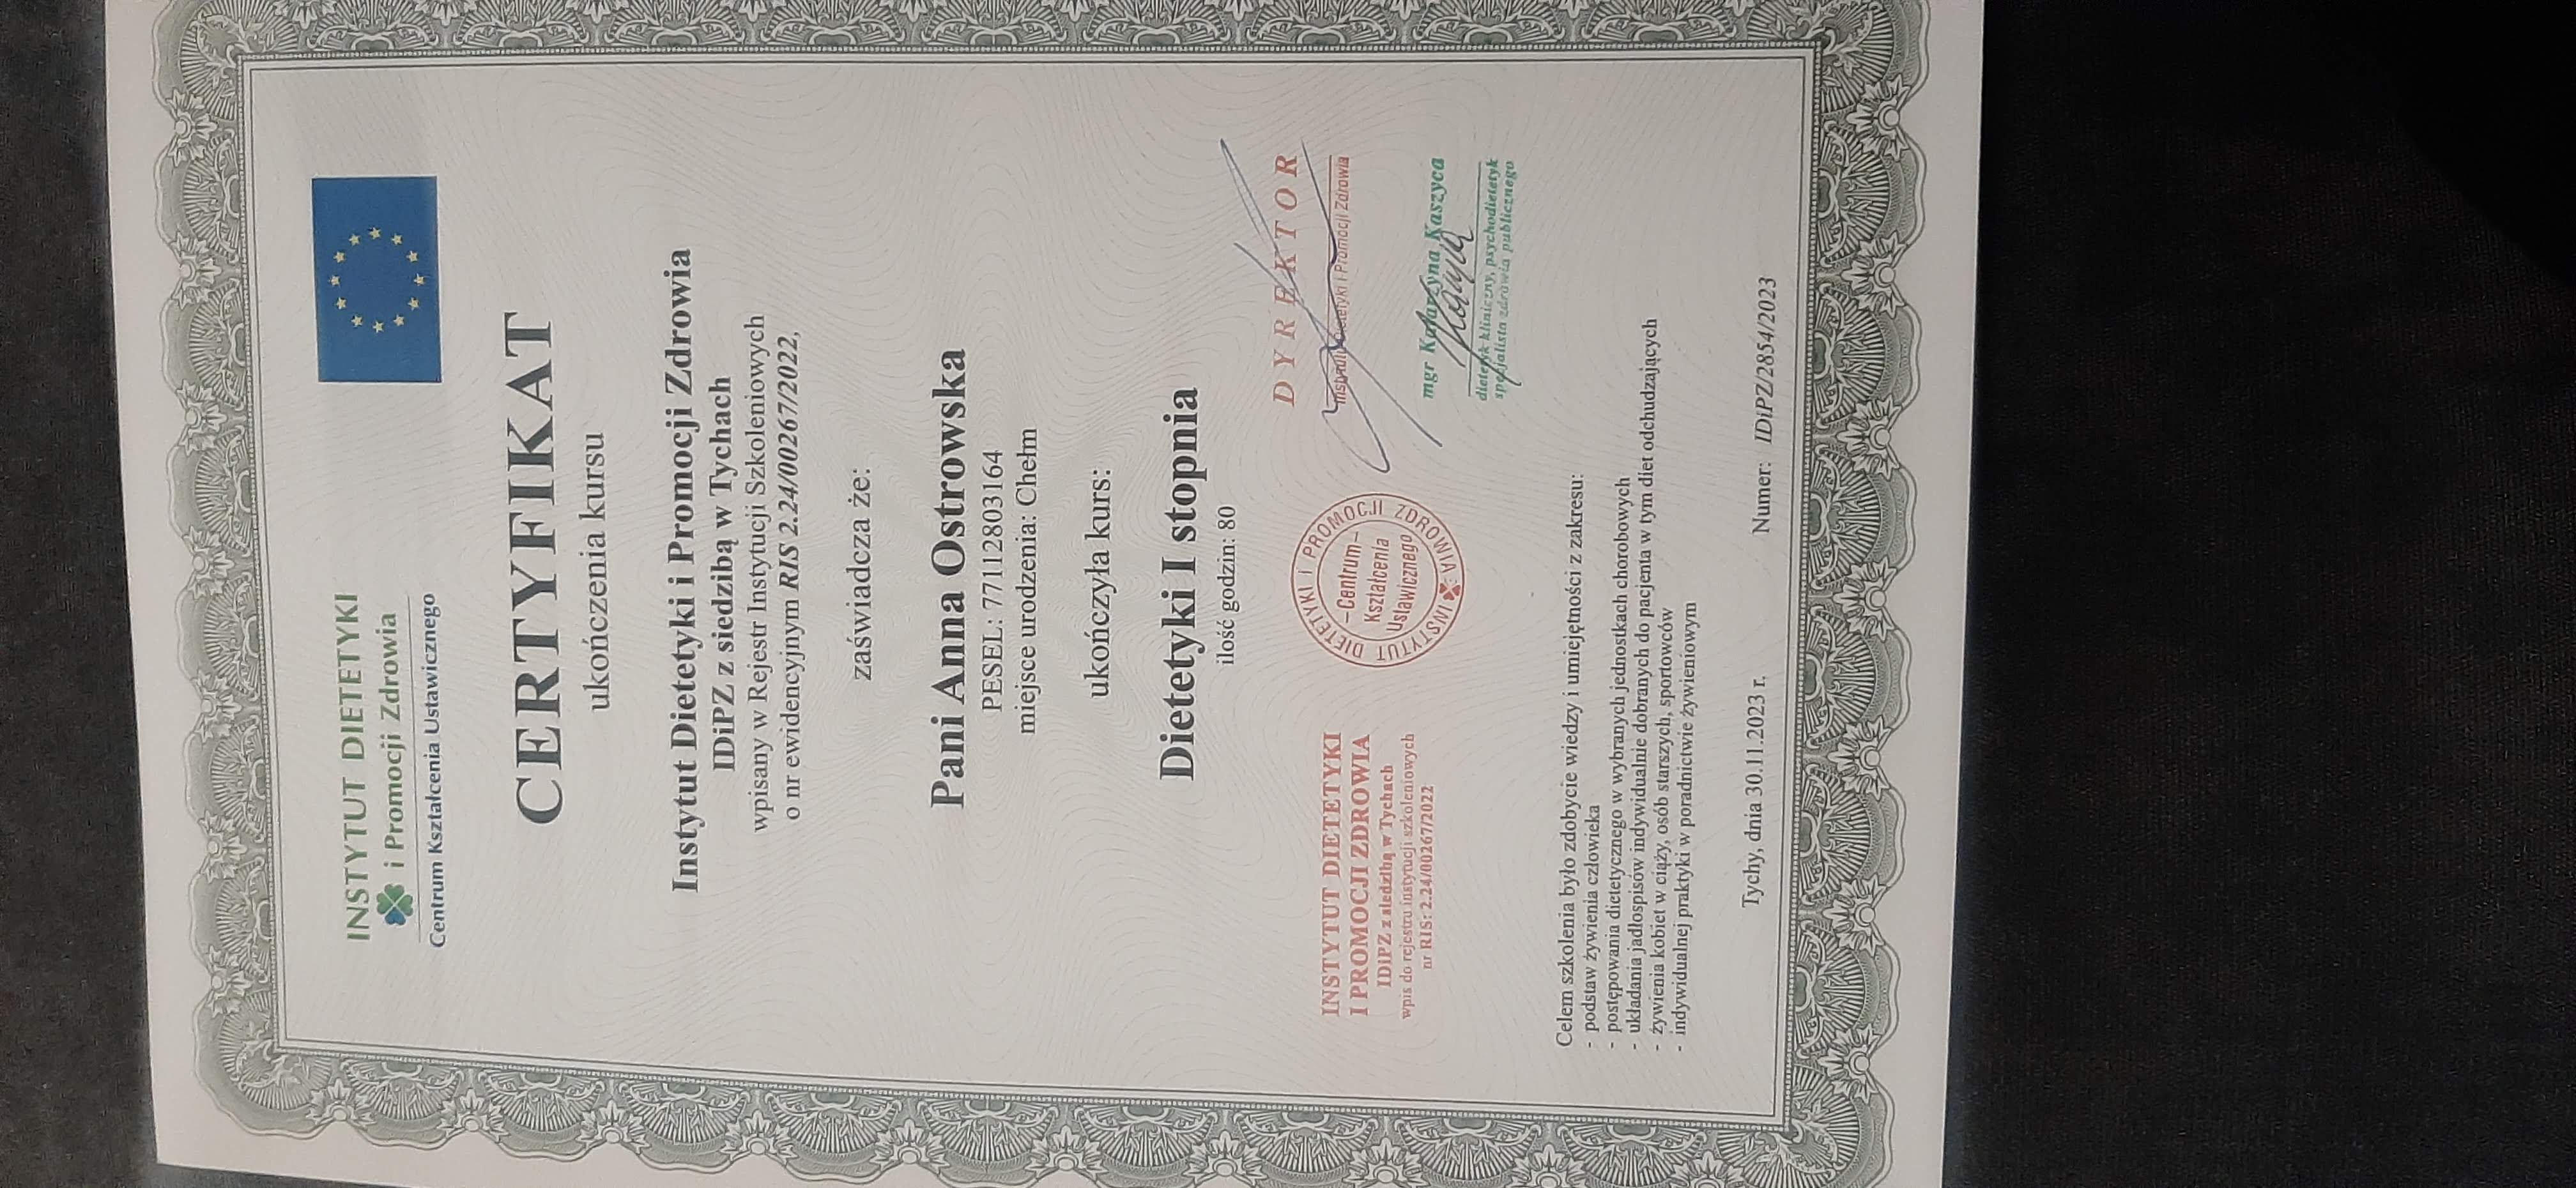 INSTYTUT DIETETYKI
i Promocji Zdrowia
Centrum Kształcenia Ustawicznego
CERTYFIKAT
ukończenia kursu
Instytut Dietetyki i Promocji Zdrowia
IDiPZ z siedzibą w Tychach
wpisany w Rejestr Instytucji Szkoleniowych
o nr ewidencyjnym RIS 2.24/00267/2022,
zaświadcza że:
Pani Anna Ostrowska
PESEL: 77112803164
miejsce urodzenia: Chełm
ukończyła kurs:
Dietetyki I stopnia
ilość godzin: 80
INSTYTUT DIETETYKI
I PROMOCJI ZDROWIA
IDiPZ z siedzibą w Tychach
wpis do rejestru instytucji szkoleniowych
nr RIS: 2.24/00267/2022
INSTYTUT DIETETYKI I PROMOCJI ZDROWIA
-Centrum-
Kształcenia
Ustawicznego
DYREKTOR
Instytutu Dietetyki i Promocji Zdrowia
mgr Katarzyna Kaszyca
dietetyk kliniczny, psychodietetyk
specjalista zdrowia publicznego
Celem szkolenia było zdobycie wiedzy i umiejętności z zakresu:
- podstaw żywienia człowieka
- postępowania dietetycznego w wybranych jednostkach chorobowych
- układania jadłospisów indywidualnie dobranych do pacjenta w tym diet odchudzających
- żywienia kobiet w ciąży, osób starszych, sportowców
- indywidualnej praktyki w poradnictwie żywieniowym
Tychy, dnia 30.11.2023 r.
Numer: IDiPZ/2854/2023